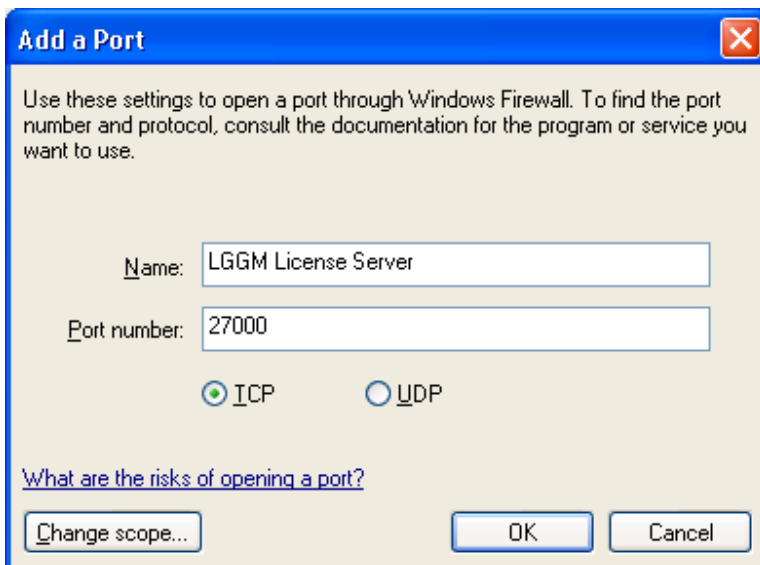 Add a Port
Use these settings to open a port through Windows Firewall. To find the port
number and protocol, consult the documentation for the program or service you
want to use.
Name: LGGM License Server
Port number: 27000
TCP UDP
What are the risks of opening a port?
Change scope... OK Cancel